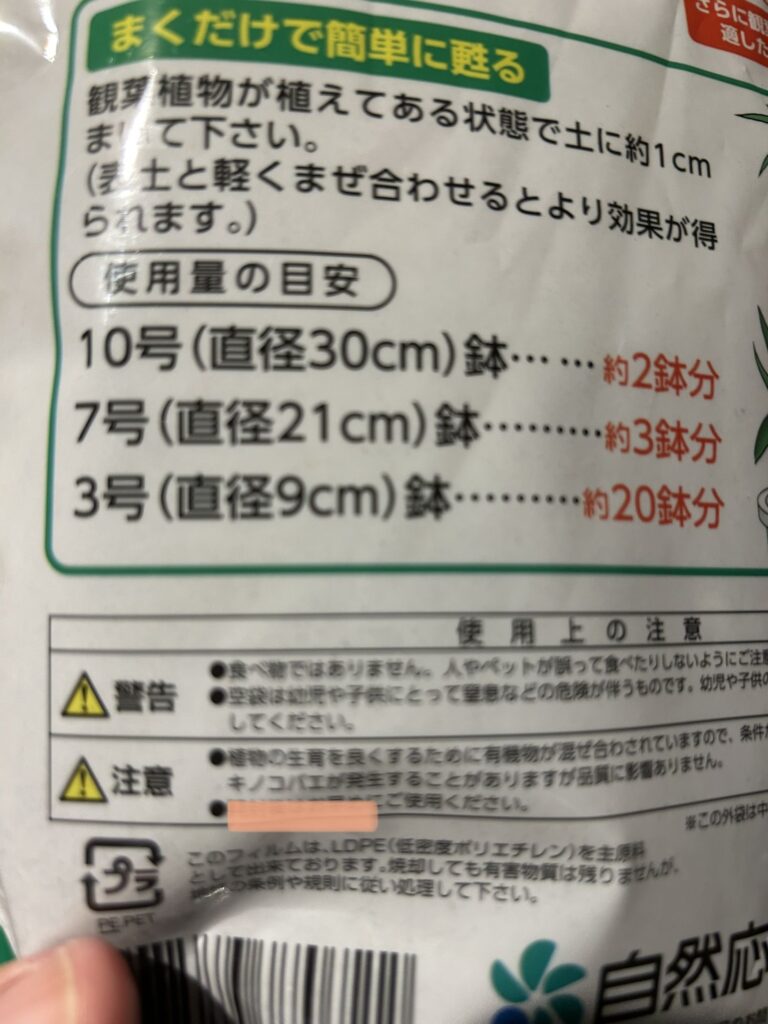 さらに観
適した
まくだけで簡単に甦る
観葉植物が植えてある状態で土に約1cm
まいて下さい。
(表土と軽くまぜ合わせるとより効果が得
られます。)
使用量の目安
10号(直径30cm)鉢…… 約2鉢分
7号(直径21cm)鉢………約3鉢分
3号(直径9cm)鉢………約20鉢分
使用上の注意
警告
●食べ物ではありません。人やペットが誤って食べたりしないようにご注意
●空袋は幼児や子供にとって窒息などの危険が伴うものです。幼児や子供の
してください。
注意
●植物の生育を良くするために有機物が混ぜ合わされていますので、条件が
キノコバエが発生することがありますが品質に影響ありません。
●にご使用ください。
※この外袋は中
プラ
PE,PET
このフィルムは、LDPE(低密度ポリエチレン)を主原料
として出来ております。焼却しても有害物質は残りませんが、
の条例や規則に従い処理して下さい。
自然応